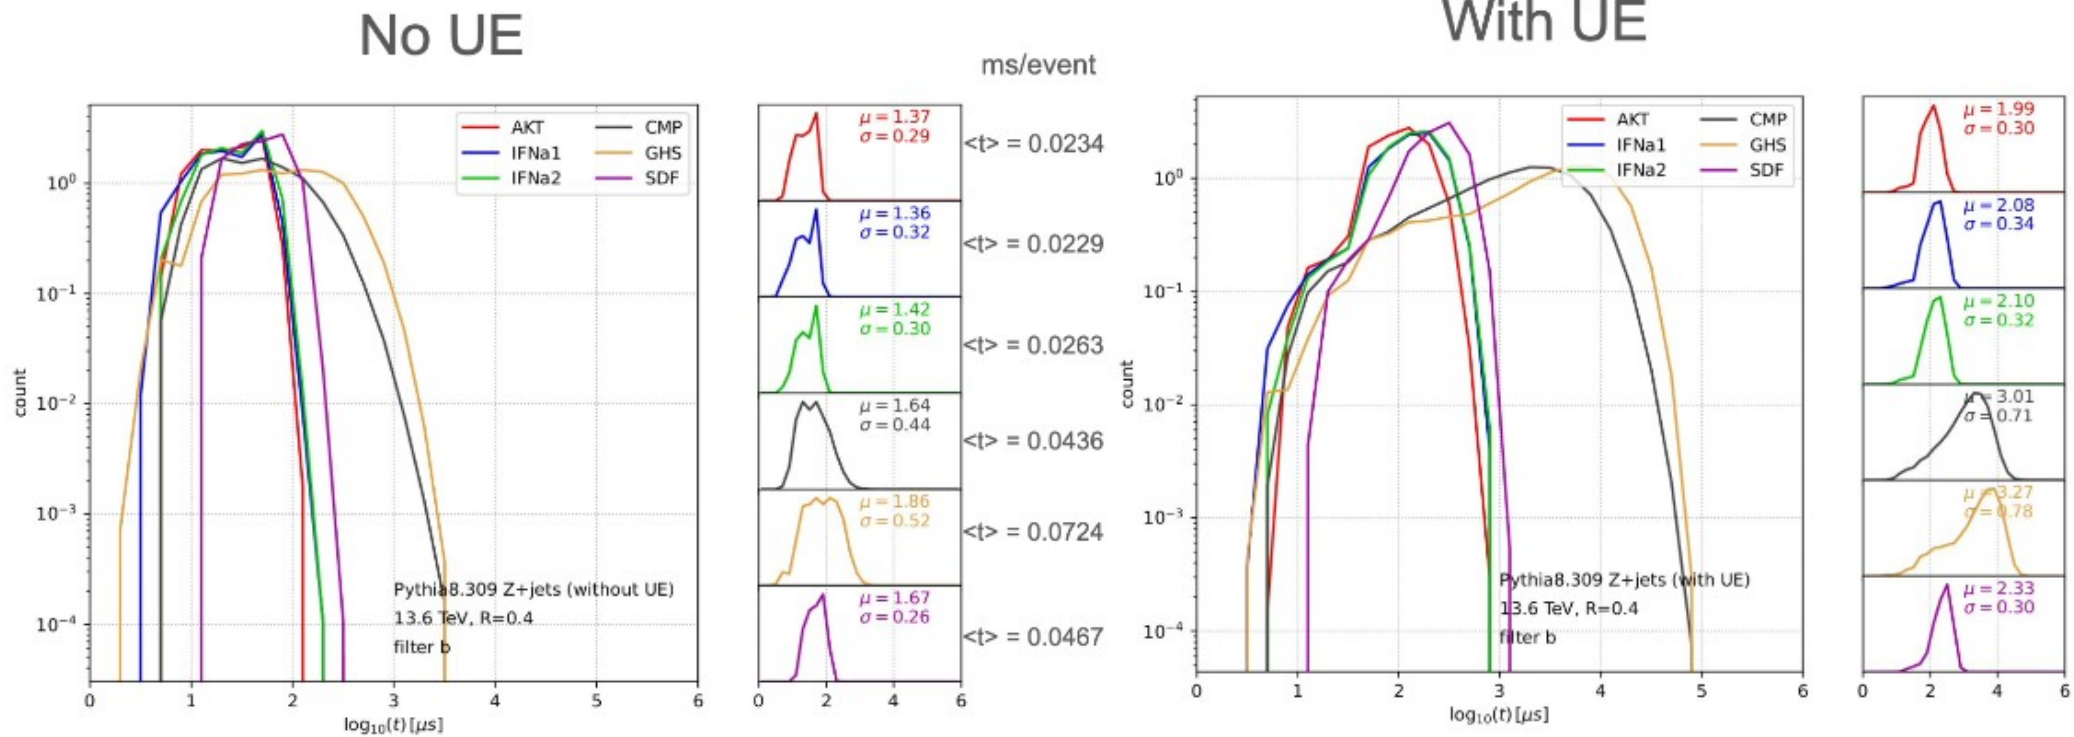 No UE
With UE
ms/event
AKT
IFNa1
IFNa2
CMP
GHS
SDF
10⁰
10⁻¹
10⁻²
10⁻³
10⁻⁴
count
Pythia8.309 Z+jets (without UE)
13.6 TeV, R=0.4
filter b
0 1 2 3 4 5 6
log₁₀(t) [μs]
μ = 1.37
σ = 0.29
μ = 1.36
σ = 0.32
μ = 1.42
σ = 0.30
μ = 1.64
σ = 0.44
μ = 1.86
σ = 0.52
μ = 1.67
σ = 0.26
0 2 4 6
<t> = 0.0234
<t> = 0.0229
<t> = 0.0263
<t> = 0.0436
<t> = 0.0724
<t> = 0.0467
AKT
IFNa1
IFNa2
CMP
GHS
SDF
10⁰
10⁻¹
10⁻²
10⁻³
10⁻⁴
count
Pythia8.309 Z+jets (with UE)
13.6 TeV, R=0.4
filter b
0 1 2 3 4 5 6
log₁₀(t) [μs]
μ = 1.99
σ = 0.30
μ = 2.08
σ = 0.34
μ = 2.10
σ = 0.32
μ = 3.01
σ = 0.71
μ = 3.27
σ = 0.78
μ = 2.33
σ = 0.30
0 2 4 6